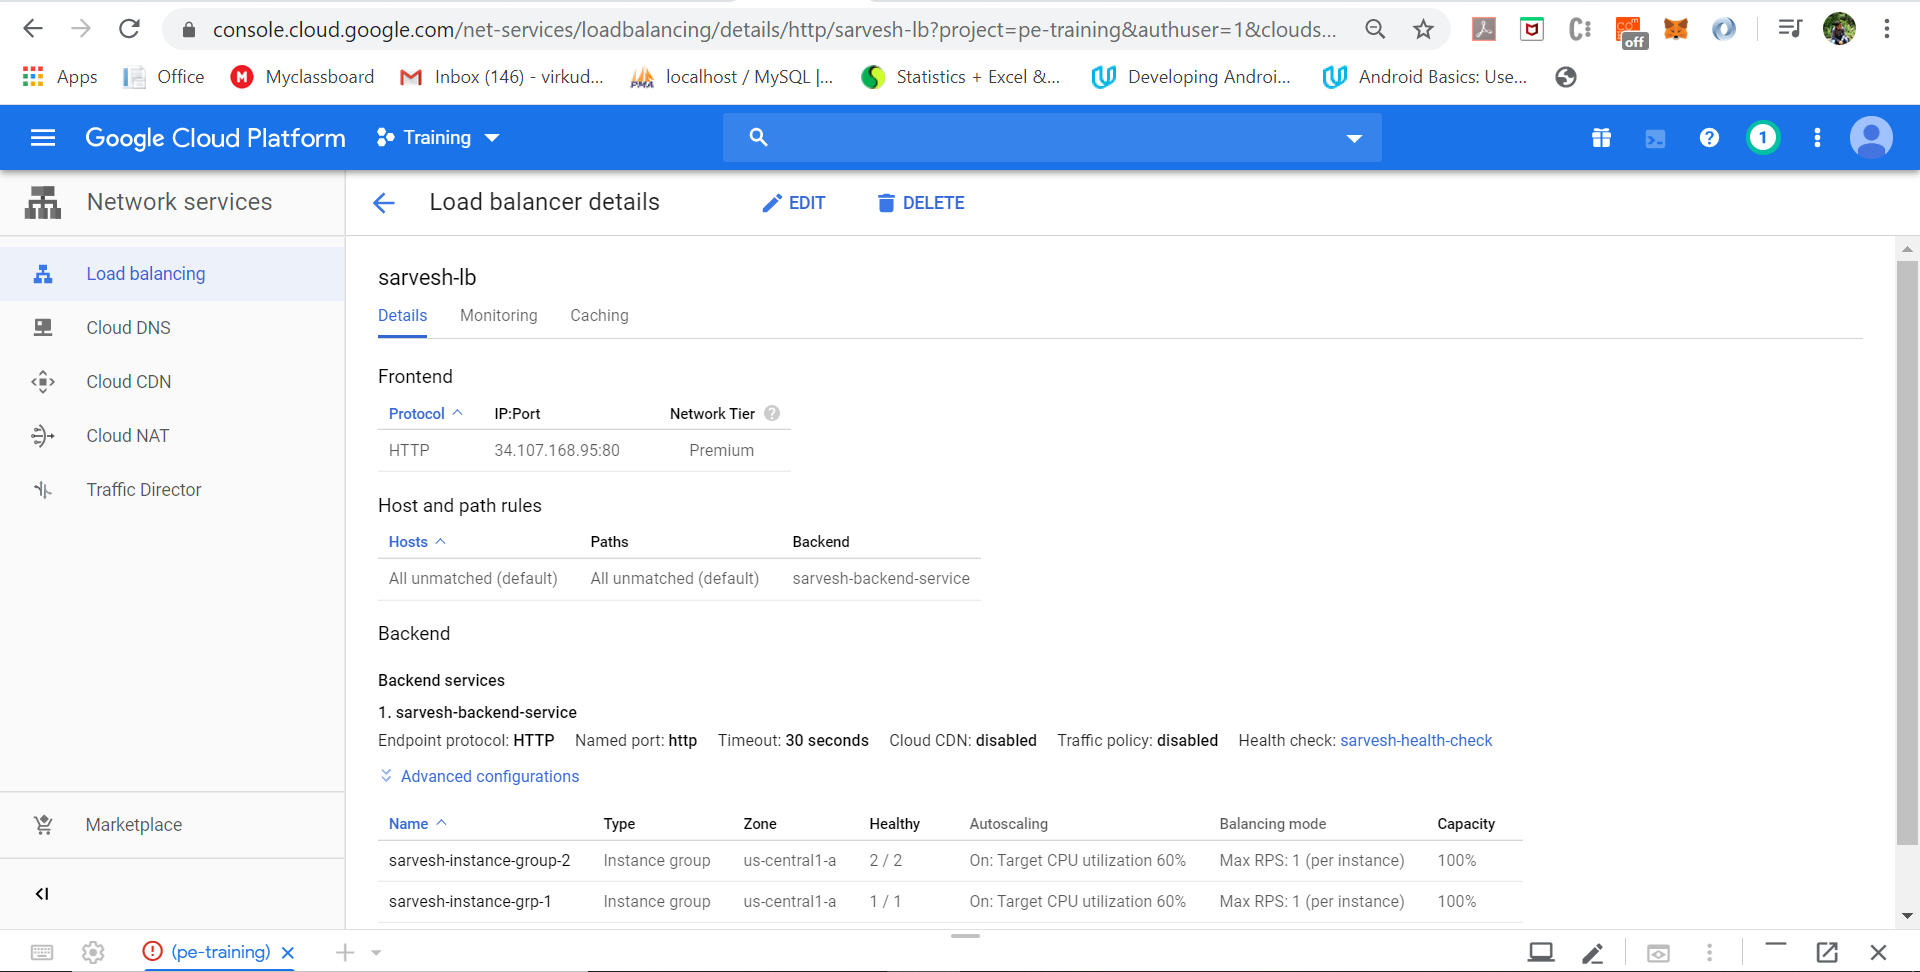 console.cloud.google.com/net-services/loadbalancing/details/http/sarvesh-lb?project=pe-training&authuser=1&clouds...
off
Apps Office Myclassboard Inbox (146) - virkud... localhost / MySQL |... Statistics + Excel &... Developing Androi... Android Basics: Use...
Google Cloud Platform Training 1
Network services
Load balancer details EDIT DELETE
Load balancing
Cloud DNS
Cloud CDN
Cloud NAT
Traffic Director
Marketplace
sarvesh-lb
Details Monitoring Caching
Frontend
Protocol IP:Port Network Tier ?
HTTP 34.107.168.95:80 Premium
Host and path rules
Hosts Paths Backend
All unmatched (default) All unmatched (default) sarvesh-backend-service
Backend
Backend services
1. sarvesh-backend-service
Endpoint protocol: HTTP Named port: http Timeout: 30 seconds Cloud CDN: disabled Traffic policy: disabled Health check: sarvesh-health-check
Advanced configurations
Name Type Zone Healthy Autoscaling Balancing mode Capacity
sarvesh-instance-group-2 Instance group us-central1-a 2 / 2 On: Target CPU utilization 60% Max RPS: 1 (per instance) 100%
sarvesh-instance-grp-1 Instance group us-central1-a 1 / 1 On: Target CPU utilization 60% Max RPS: 1 (per instance) 100%
(pe-training)